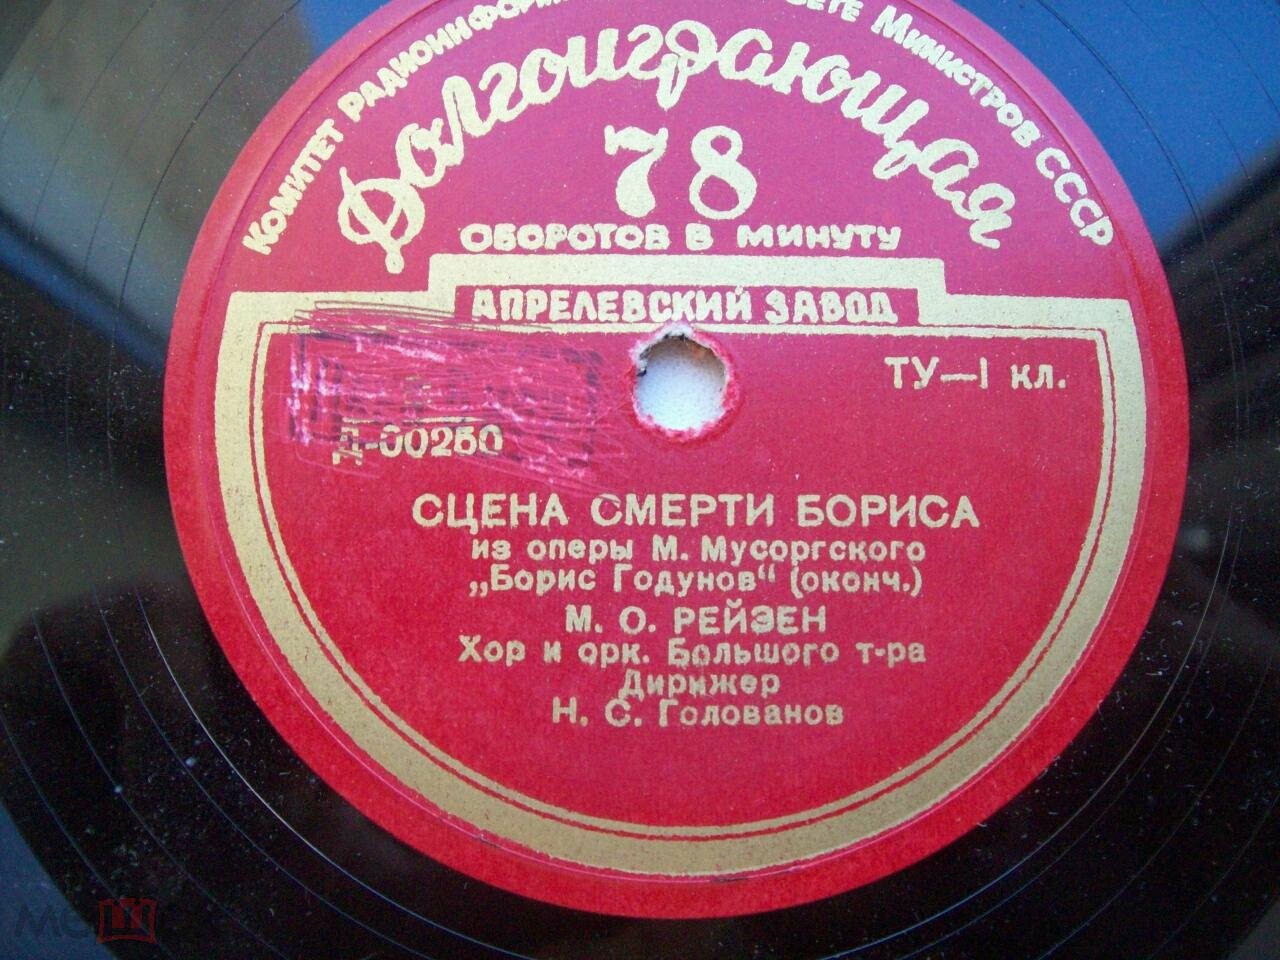 Комитет Радиоинформ Министров СССР
Долгоиграющая
78
оборотов в минуту
Апрелевский завод
ТУ—I кл.
Д-00250
СЦЕНА СМЕРТИ БОРИСА
из оперы М. Мусоргского
„Борис Годунов“ (оконч.)
М. О. РЕЙЗЕН
Хор и орк. Большого т-ра
Дирижер
Н. С. Голованов